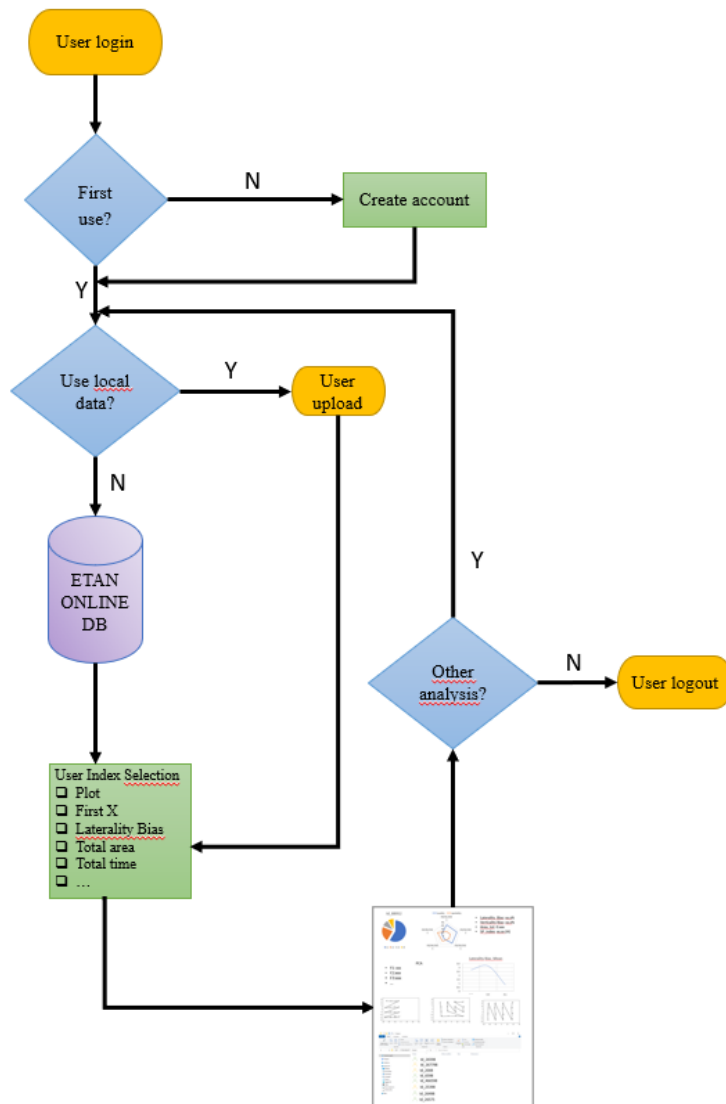 User login
First
use?
N
Create account
Y
Use local
data?
Y
User
upload
N
ETAN
ONLINE
DB
Y
Other
analysis?
N
User logout
User Index Selection
Plot
First X
Laterality Bias
Total area
Total time
...